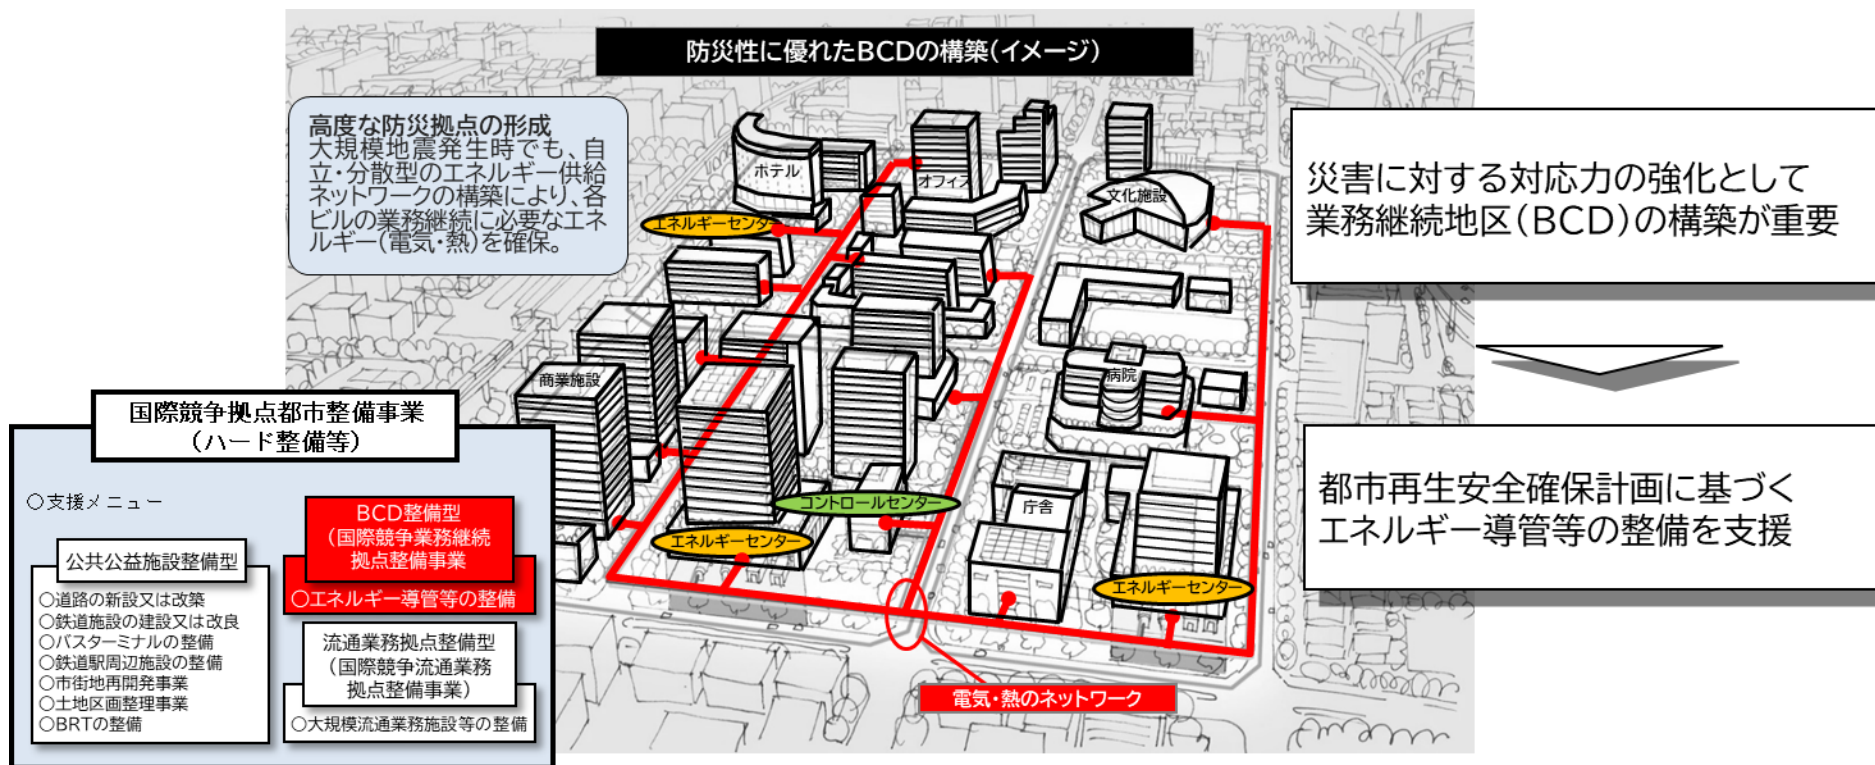 防災性に優れたBCDの構築(イメージ)
高度な防災拠点の形成
大規模地震発生時でも、自
立・分散型のエネルギー供給
ネットワークの構築により、各
ビルの業務継続に必要なエネ
ルギー(電気・熱)を確保。
ホテル
オフィス
文化施設
エネルギーセンター
商業施設
病院
コントロールセンター
庁舎
エネルギーセンター
エネルギーセンター
電気・熱のネットワーク
災害に対する対応力の強化として
業務継続地区(BCD)の構築が重要
都市再生安全確保計画に基づく
エネルギー導管等の整備を支援
国際競争拠点都市整備事業
(ハード整備等)
○支援メニュー
公共公益施設整備型
○道路の新設又は改築
○鉄道施設の建設又は改良
○バスターミナルの整備
○鉄道駅周辺施設の整備
○市街地再開発事業
○土地区画整理事業
○BRTの整備
BCD整備型
(国際競争業務継続
拠点整備事業
○エネルギー導管等の整備
流通業務拠点整備型
(国際競争流通業務
拠点整備事業)
○大規模流通業務施設等の整備